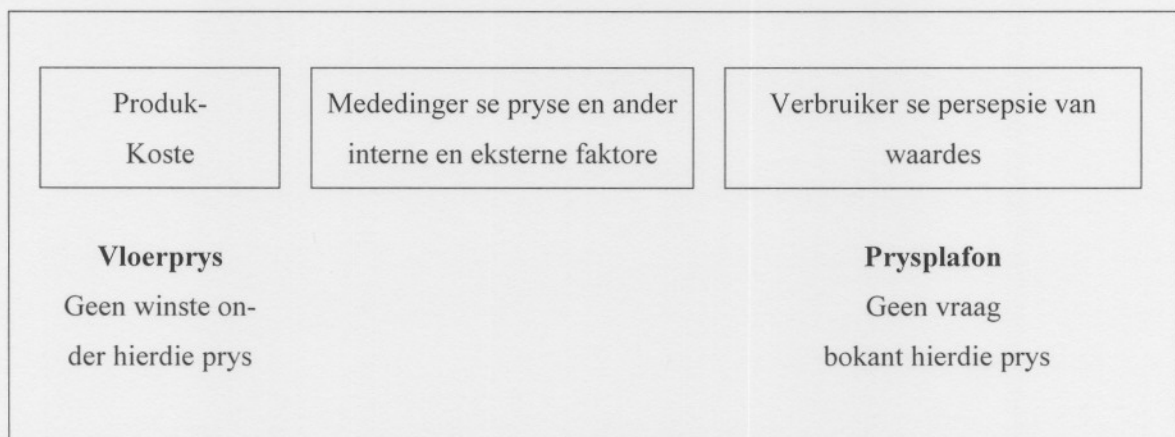 Produk-
Koste
Mededinger se pryse en ander
interne en eksterne faktore
Verbruiker se persepsie van
waardes
Vloerprys
Geen winste on-
der hierdie prys
Prysplafon
Geen vraag
bokant hierdie prys